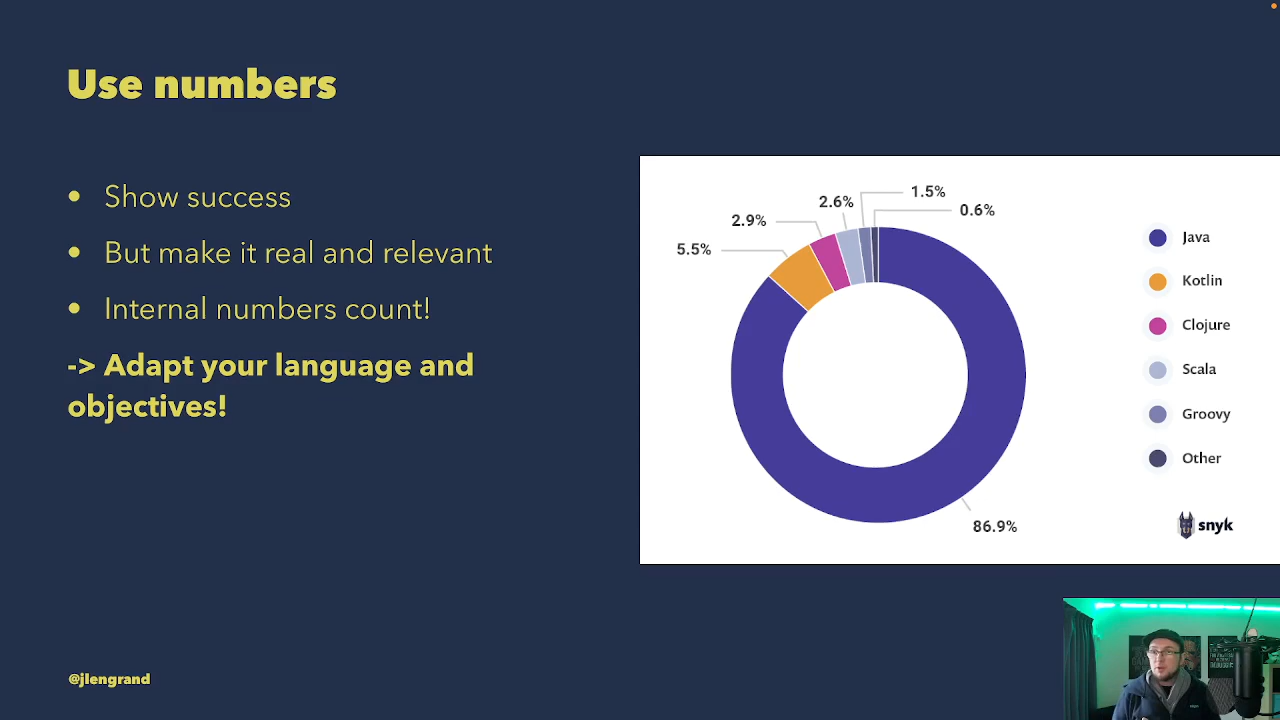 Use numbers
• Show success
• But make it real and relevant
• Internal numbers count!
-> Adapt your language and
objectives!
1.5%
2.6%
0.6%
2.9%
5.5%
86.9%
Java
Kotlin
Clojure
Scala
Groovy
Other
snyk
@jlengrand